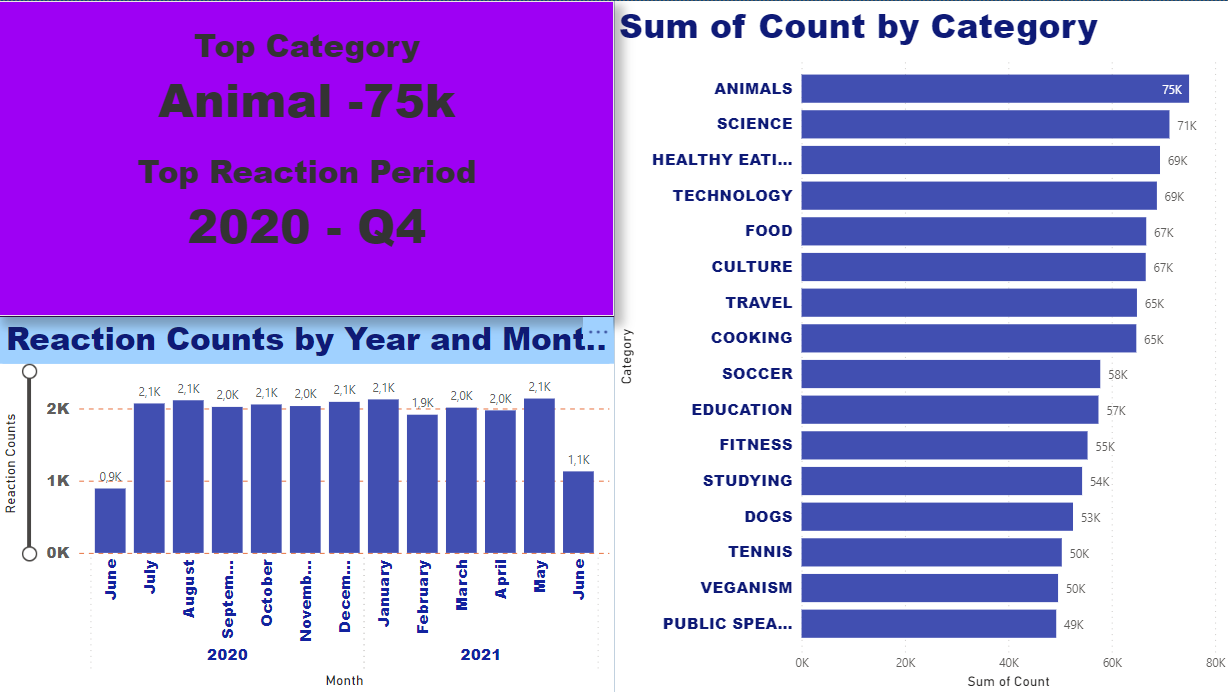 Top Category
Animal -75k
Top Reaction Period
2020 - Q4
Reaction Counts by Year and Mont...
Reaction Counts
2K
1K
0K
0,9K
2,1K
2,1K
2,0K
2,1K
2,0K
2,1K
2,1K
1,9K
2,0K
2,0K
2,1K
1,1K
June
July
August
Septem...
October
Novemb...
Decem...
January
February
March
April
May
June
2020
2021
Month
Sum of Count by Category
Category
ANIMALS 75K
SCIENCE 71K
HEALTHY EATI... 69K
TECHNOLOGY 69K
FOOD 67K
CULTURE 67K
TRAVEL 65K
COOKING 65K
SOCCER 58K
EDUCATION 57K
FITNESS 55K
STUDYING 54K
DOGS 53K
TENNIS 50K
VEGANISM 50K
PUBLIC SPEA... 49K
0K 20K 40K 60K 80K
Sum of Count